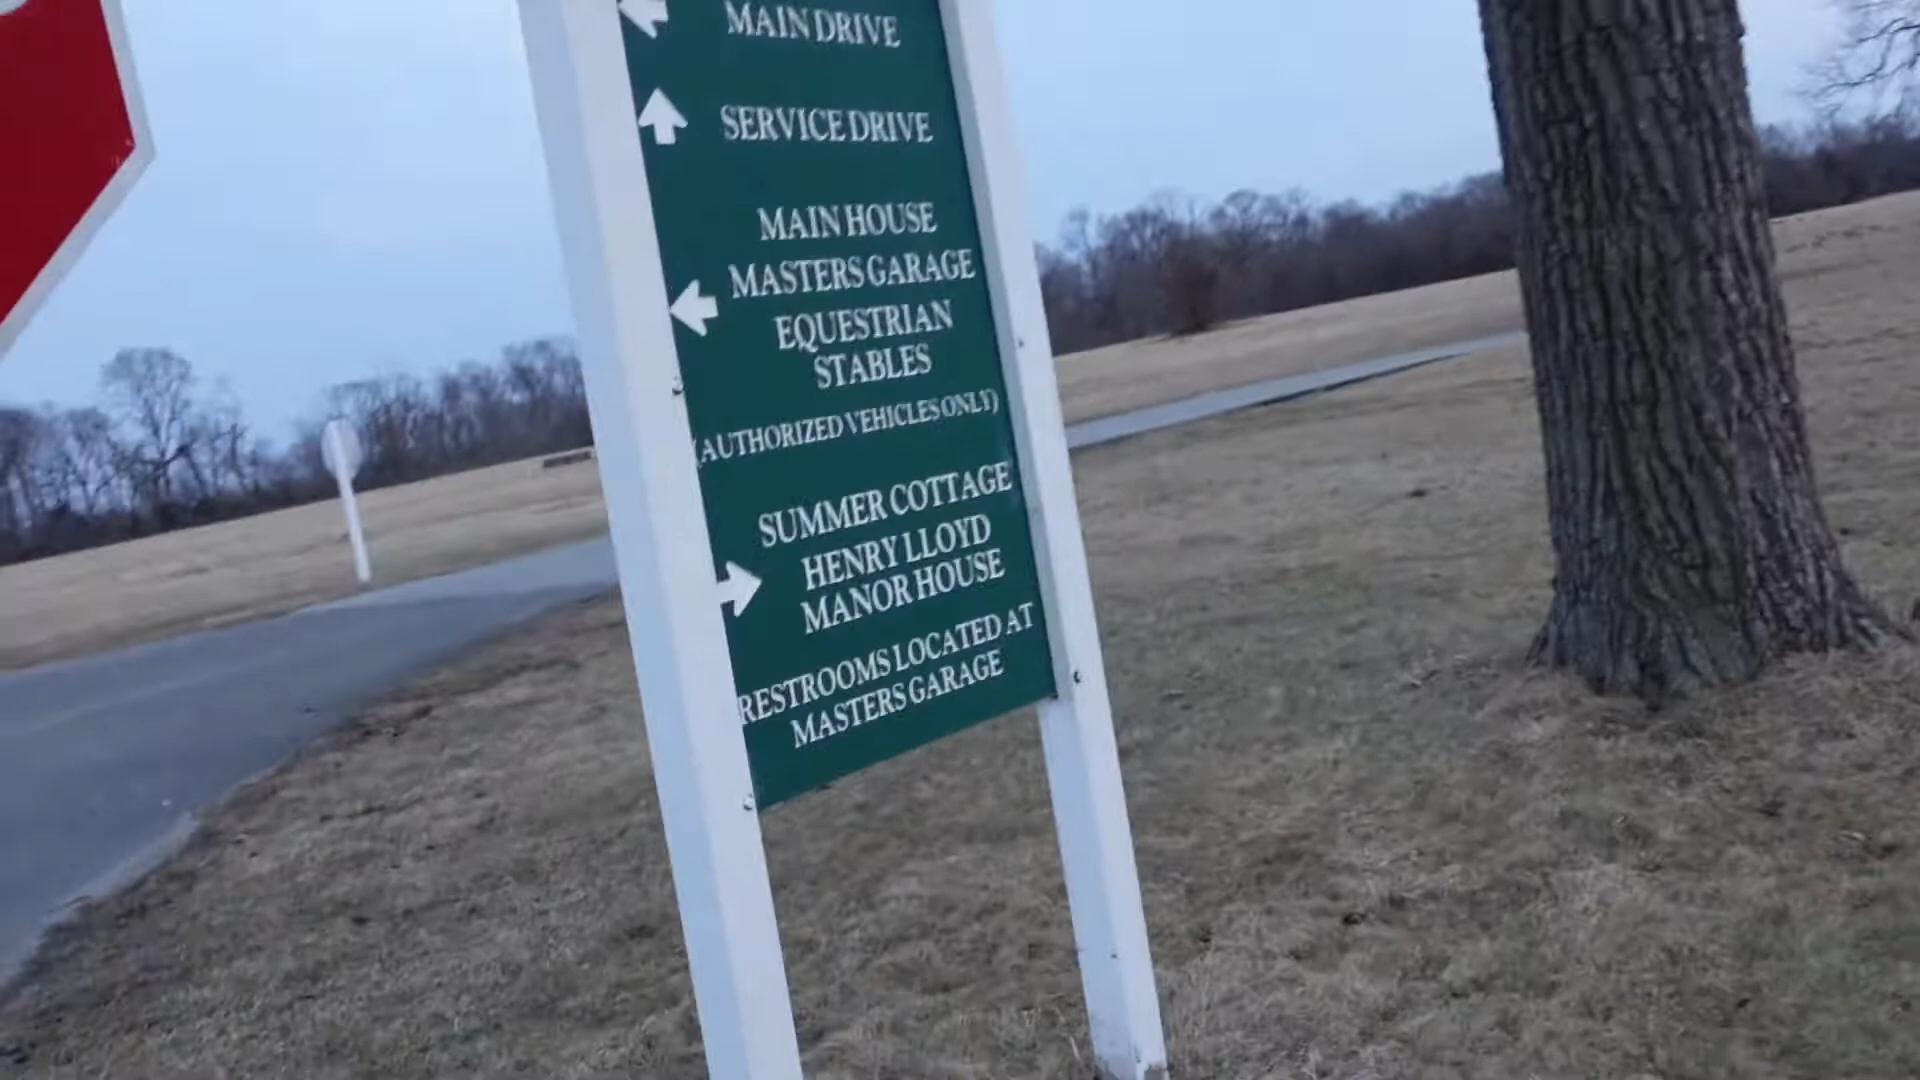 MAIN DRIVE
SERVICE DRIVE
MAIN HOUSE
MASTERS GARAGE
EQUESTRIAN
STABLES
(AUTHORIZED VEHICLES ONLY)
SUMMER COTTAGE
HENRY LLOYD
MANOR HOUSE
RESTROOMS LOCATED AT
MASTERS GARAGE